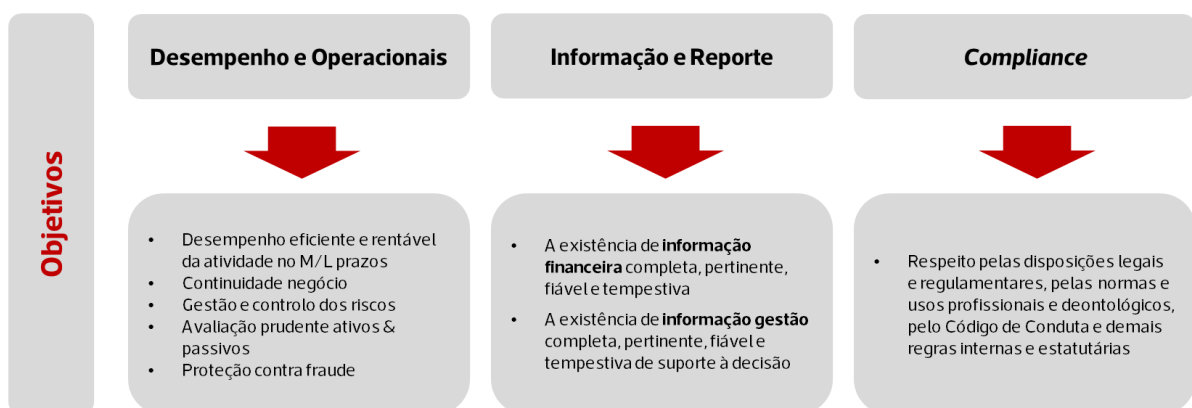 Objetivos
Desempenho e Operacionais
• Desempenho eficiente e rentável
da atividade no M/L prazos
• Continuidade negócio
• Gestão e controlo dos riscos
• Avaliação prudente ativos &
passivos
• Proteção contra fraude
Informação e Reporte
• A existência de informação
financeira completa, pertinente,
fiável e tempestiva
• A existência de informação gestão
completa, pertinente, fiável e
tempestiva de suporte à decisão
Compliance
• Respeito pelas disposições legais
e regulamentares, pelas normas e
usos profissionais e deontológicos,
pelo Código de Conduta e demais
regras internas e estatutárias